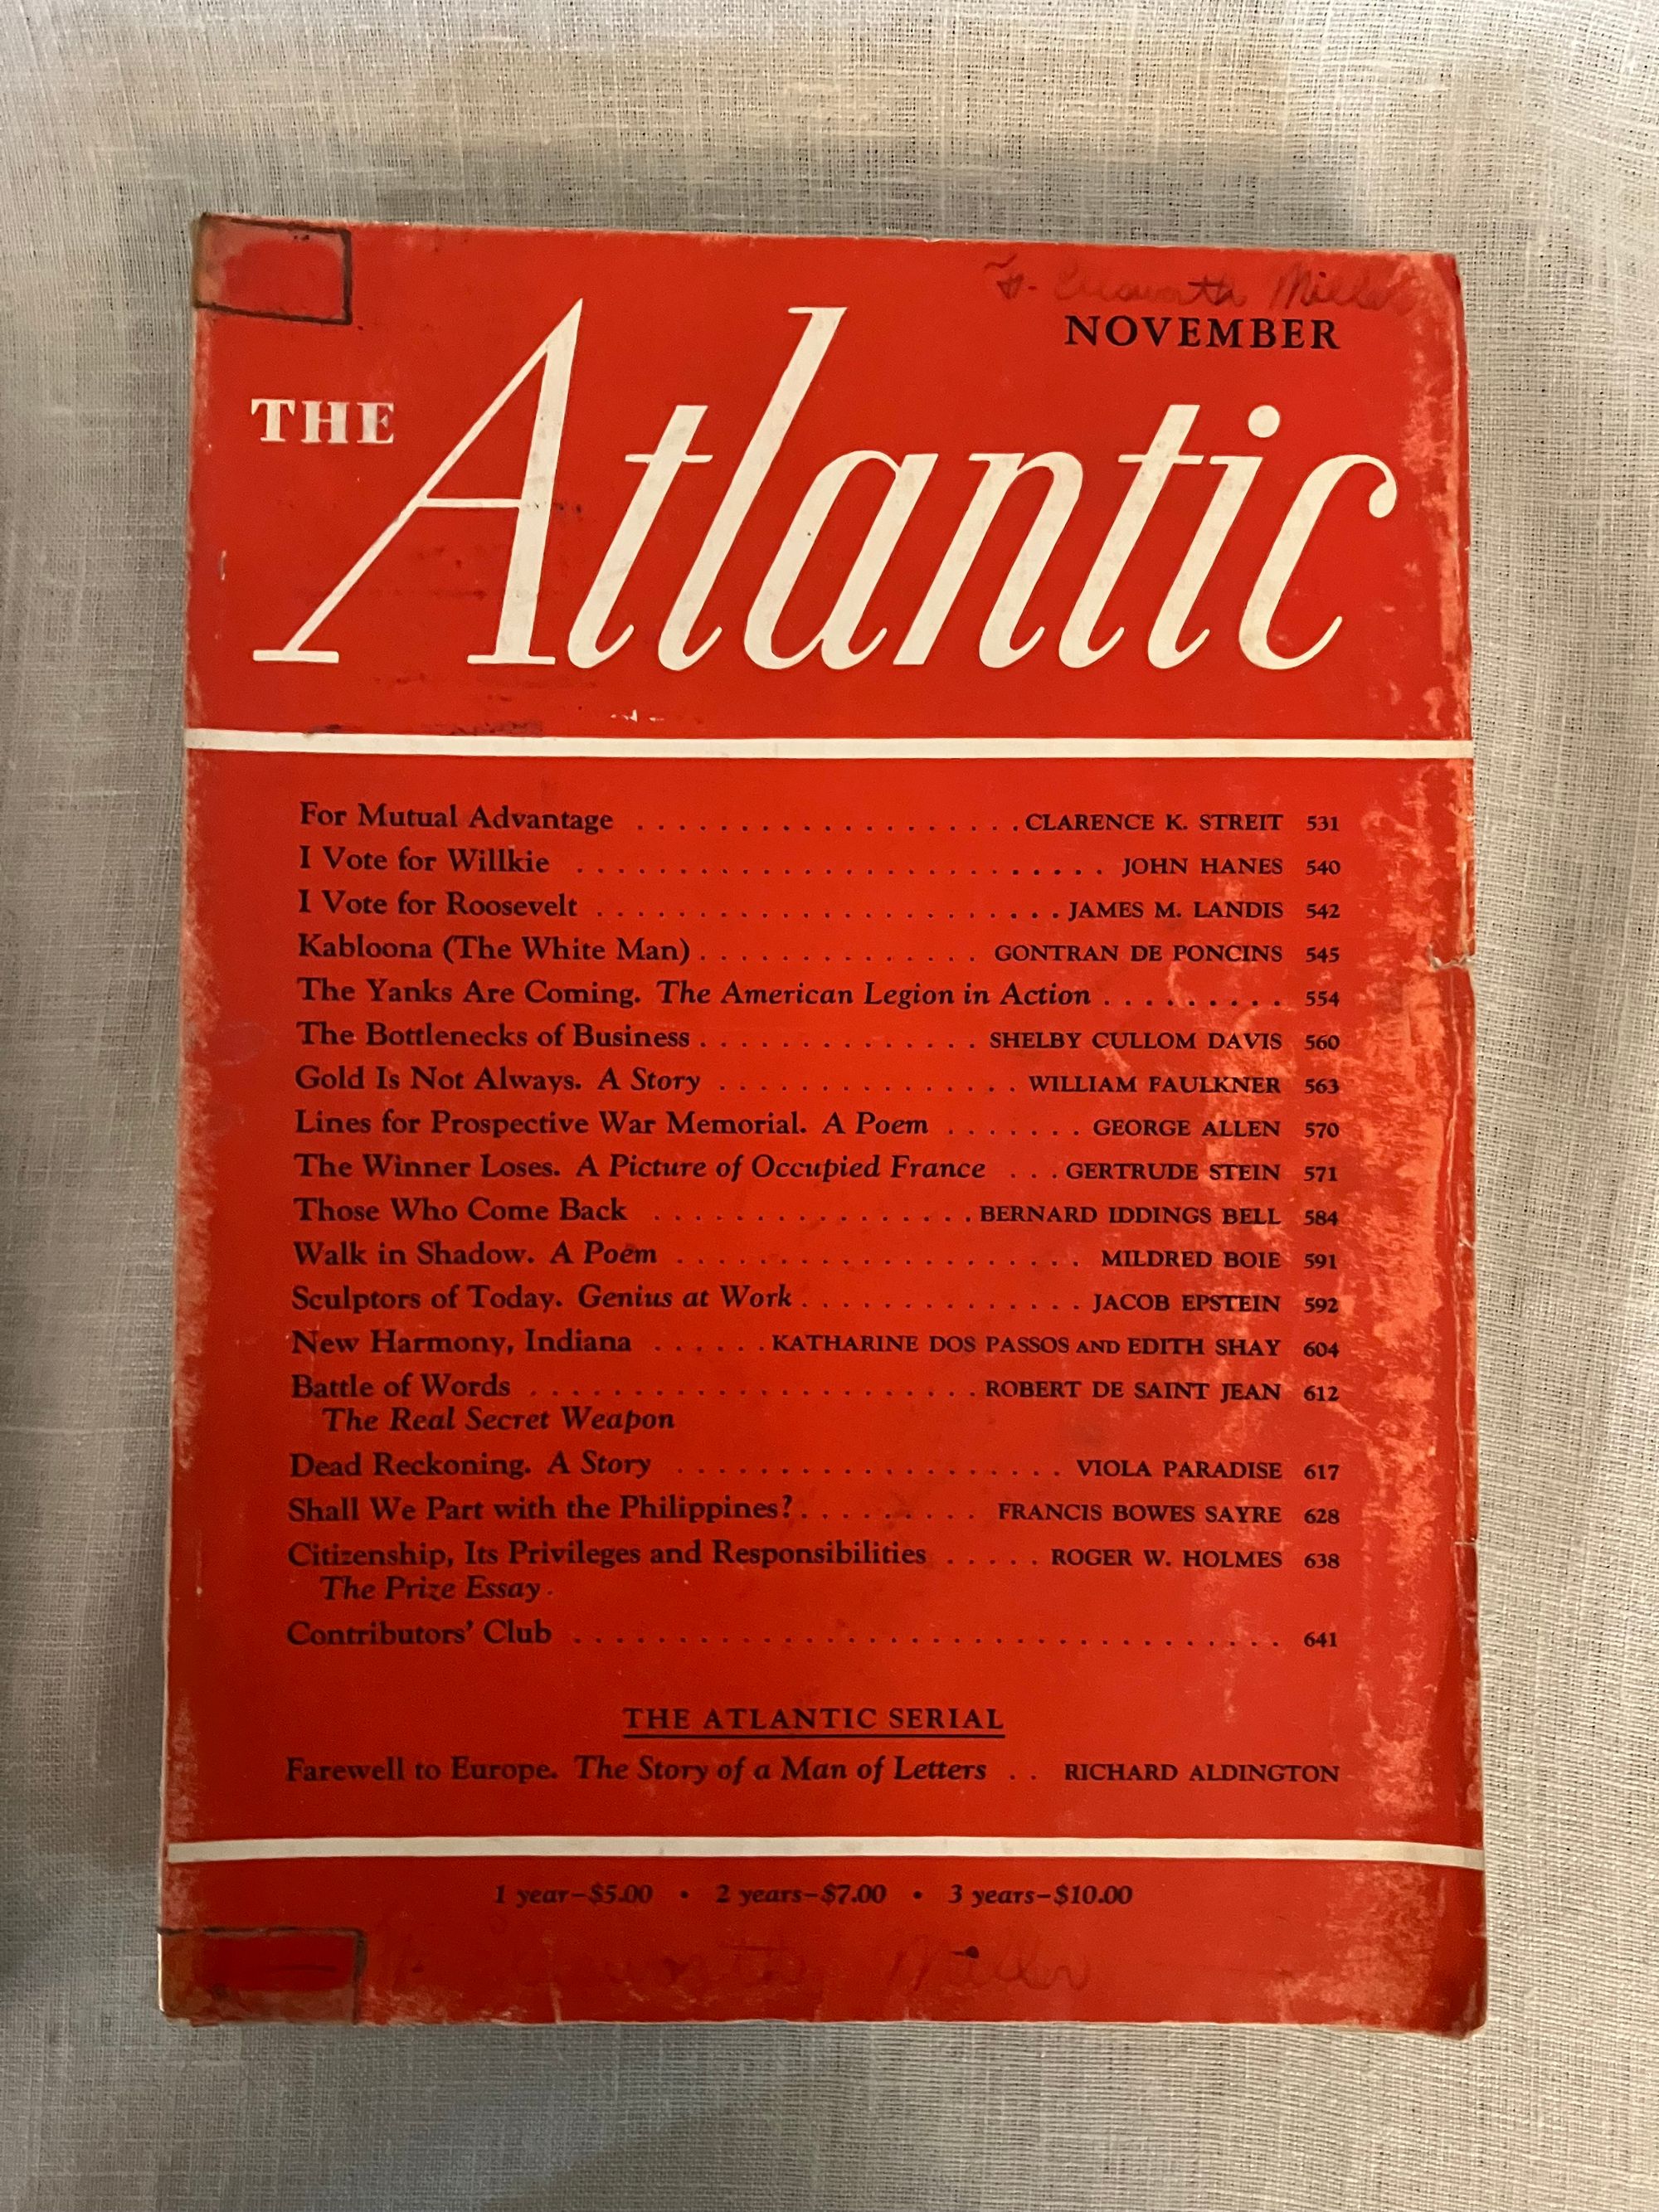 Ellsworth Miller
NOVEMBER
THE Atlantic
For Mutual Advantage . . . . . . . . . . . . . . . . . . . CLARENCE K. STREIT 531
I Vote for Willkie . . . . . . . . . . . . . . . . . . . . . . . . . . JOHN HANES 540
I Vote for Roosevelt . . . . . . . . . . . . . . . . . . . . . . . JAMES M. LANDIS 542
Kabloona (The White Man) . . . . . . . . . . . . . . GONTRAN DE PONCINS 545
The Yanks Are Coming. The American Legion in Action . . . . . . . . . 554
The Bottlenecks of Business . . . . . . . . . . . . . . SHELBY CULLOM DAVIS 560
Gold Is Not Always. A Story . . . . . . . . . . . . . . . WILLIAM FAULKNER 563
Lines for Prospective War Memorial. A Poem . . . . . . . GEORGE ALLEN 570
The Winner Loses. A Picture of Occupied France . . . GERTRUDE STEIN 571
Those Who Come Back . . . . . . . . . . . . . . . . BERNARD IDDINGS BELL 584
Walk in Shadow. A Poem . . . . . . . . . . . . . . . . . . . . MILDRED BOIE 591
Sculptors of Today. Genius at Work . . . . . . . . . . . . . . JACOB EPSTEIN 592
New Harmony, Indiana . . . . . . KATHARINE DOS PASSOS AND EDITH SHAY 604
Battle of Words . . . . . . . . . . . . . . . . . . . . . . ROBERT DE SAINT JEAN 612
The Real Secret Weapon
Dead Reckoning. A Story . . . . . . . . . . . . . . . . . . . VIOLA PARADISE 617
Shall We Part with the Philippines? . . . . . . . . . FRANCIS BOWES SAYRE 628
Citizenship, Its Privileges and Responsibilities . . . . . ROGER W. HOLMES 638
The Prize Essay
Contributors' Club . . . . . . . . . . . . . . . . . . . . . . . . . . . . . . . . . . 641
THE ATLANTIC SERIAL
Farewell to Europe. The Story of a Man of Letters . . RICHARD ALDINGTON
1 year–$5.00 • 2 years–$7.00 • 3 years–$10.00
Ellsworth Miller